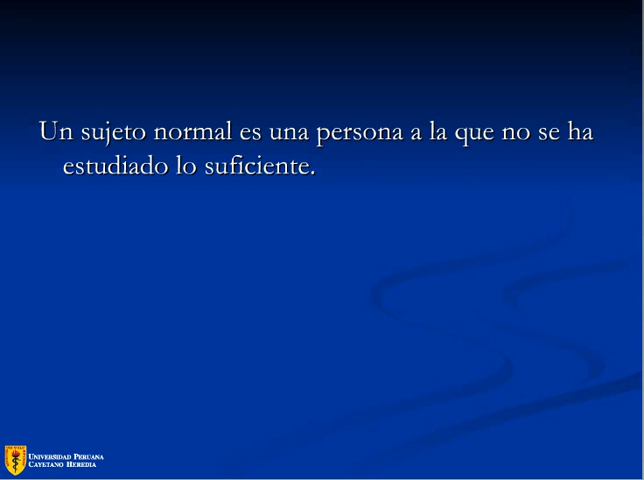 Un sujeto normal es una persona a la que no se ha
estudiado lo suficiente.
UNIVERSIDAD PERUANA
CAYETANO HEREDIA